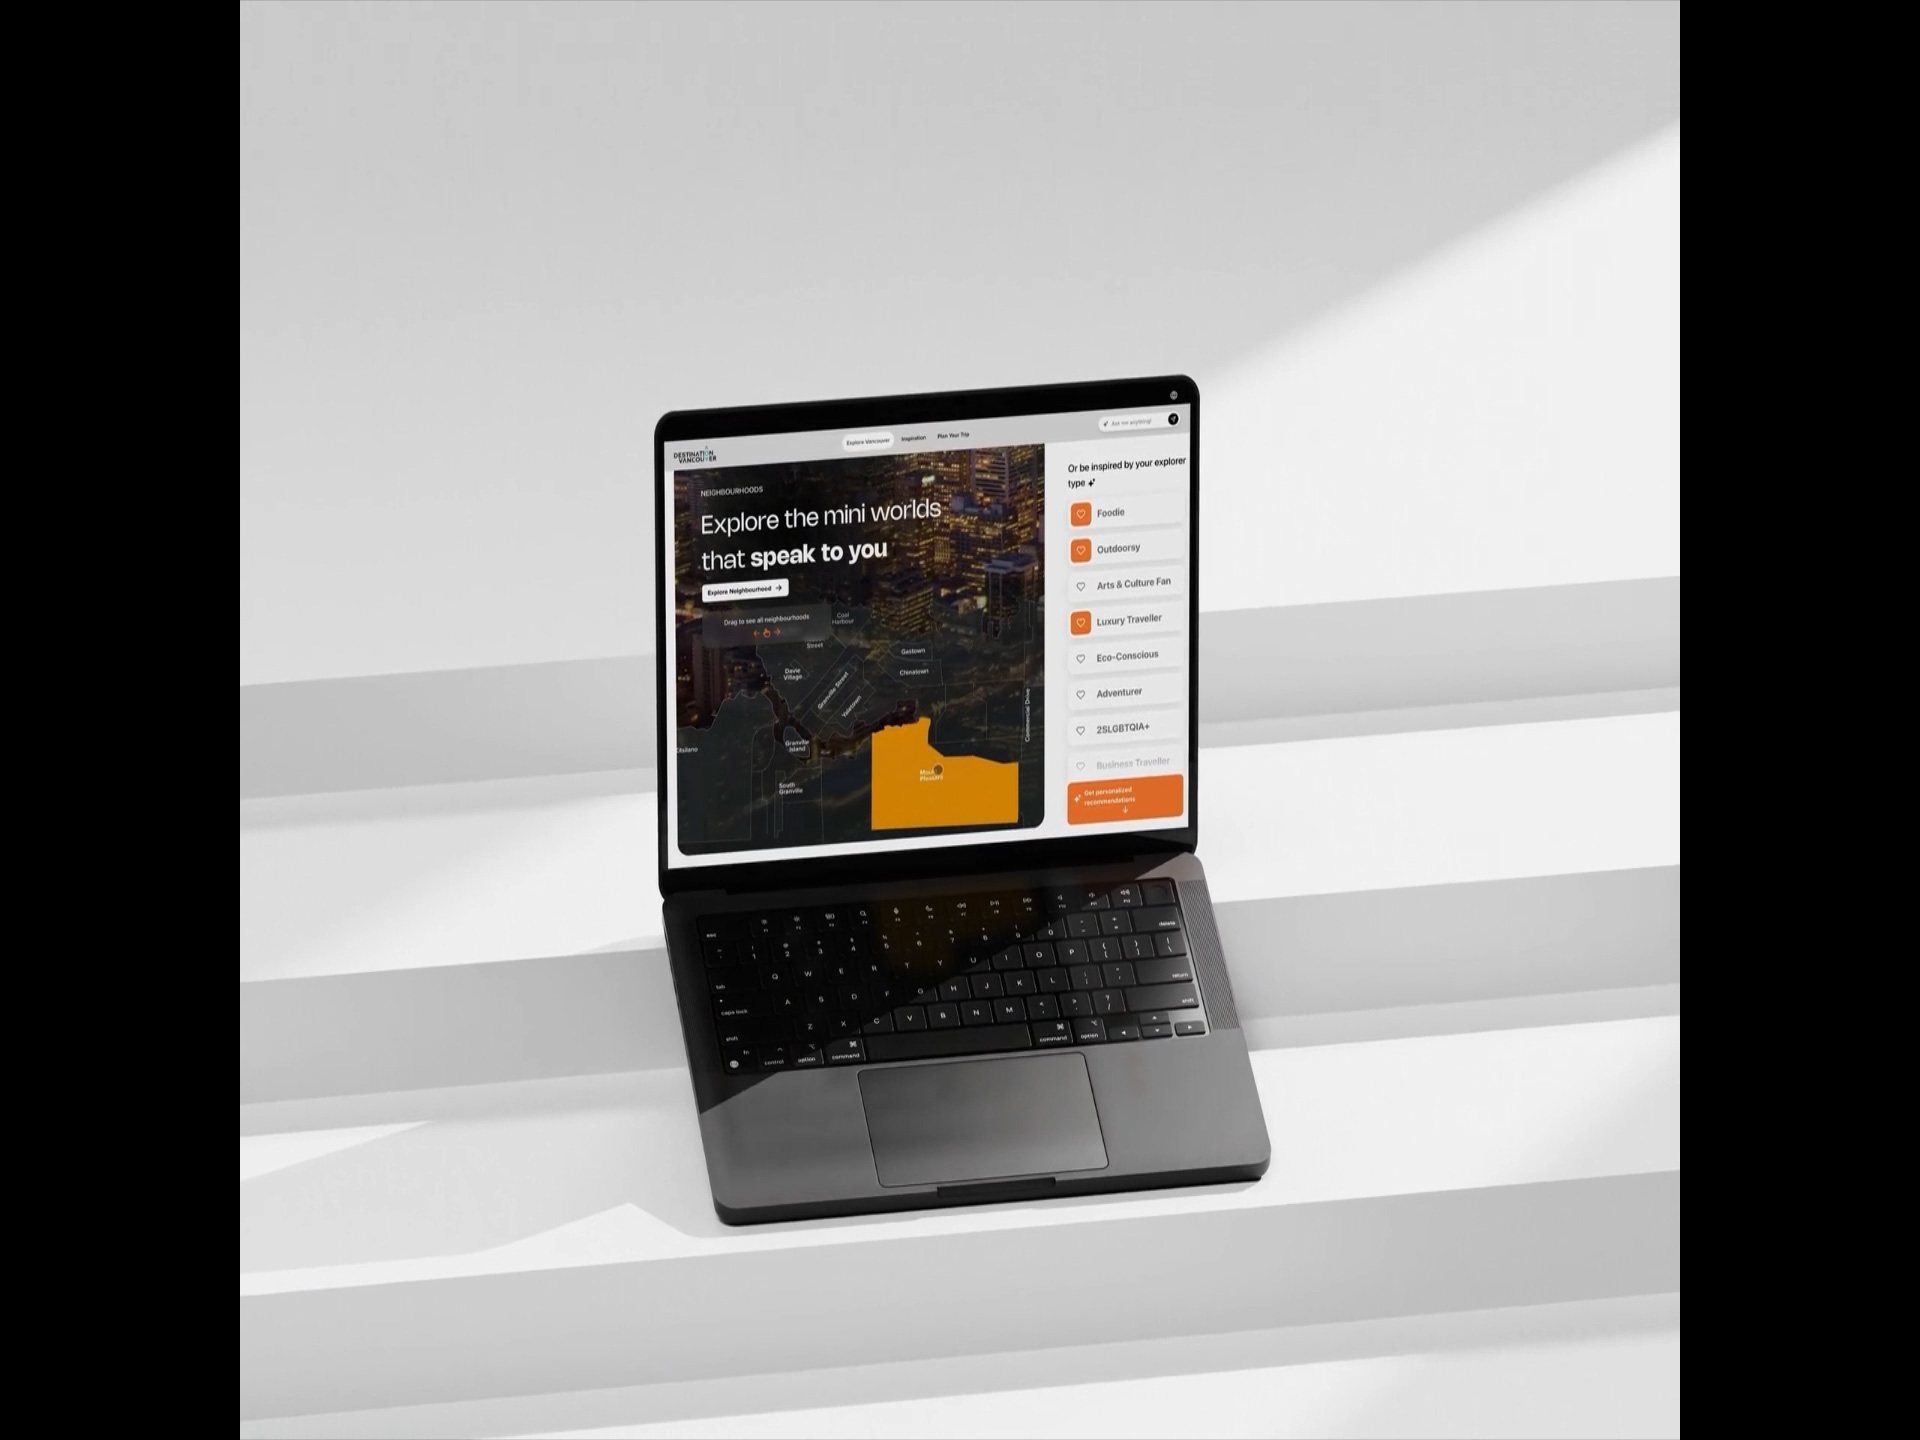 DESTINATION
VANCOUVER
Explore Vancouver
Inspiration
Plan Your Trip
Ask me anything!
NEIGHBOURHOODS
Explore the mini worlds
that speak to you
Explore Neighbourhood
Drag to see all neighbourhoods
Coal
Harbour
Street
Davie
Village
Granville Street
Yaletown
Gastown
Chinatown
Commercial Drive
Granville
Island
South
Granville
Pleasant
Or be inspired by your explorer
type
Foodie
Outdoorsy
Arts & Culture Fan
Luxury Traveller
Eco-Conscious
Adventurer
2SLGBTQIA+
Business Traveller
Get personalized
recommendations
esc
delete
tab
Q W E R T Y U I O P
caps lock
A S D F G H J K L
return
shift
Z X C V B N M
shift
fn
control
option
command
command
option